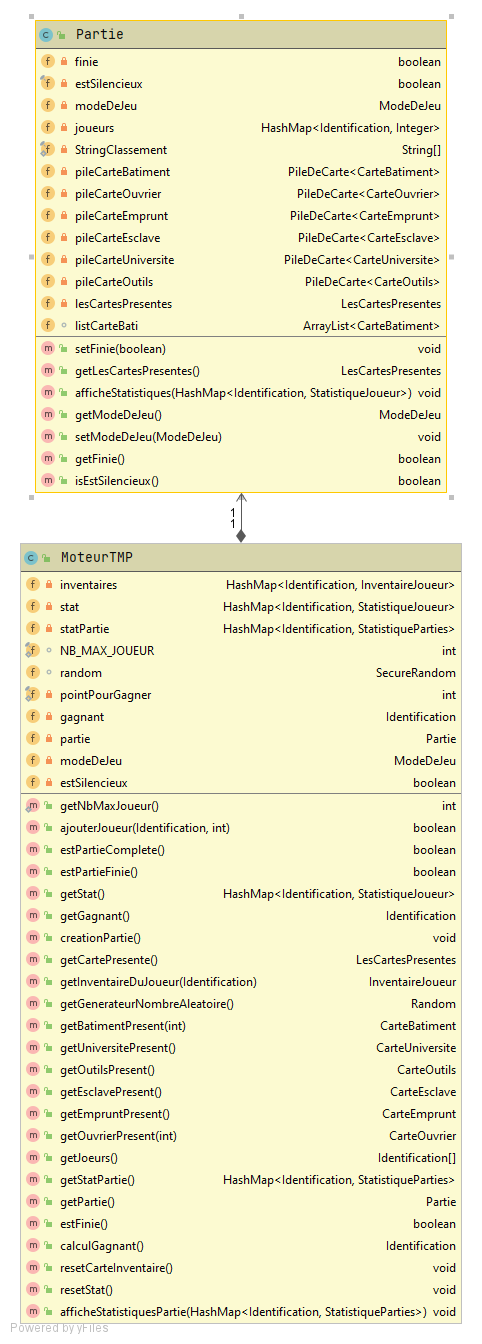 Partie
finie boolean
estSilencieux boolean
modeDeJeu ModeDeJeu
joueurs HashMap<Identification, Integer>
StringClassement String[]
pileCarteBatiment PileDeCarte<CarteBatiment>
pileCarteOuvrier PileDeCarte<CarteOuvrier>
pileCarteEmprunt PileDeCarte<CarteEmprunt>
pileCarteEsclave PileDeCarte<CarteEsclave>
pileCarteUniversite PileDeCarte<CarteUniversite>
pileCarteOutils PileDeCarte<CarteOutils>
lesCartesPresentes LesCartesPresentes
listCarteBati ArrayList<CarteBatiment>
setFinie(boolean) void
getLesCartesPresentes() LesCartesPresentes
afficheStatistiques(HashMap<Identification, StatistiqueJoueur>) void
getModeDeJeu() ModeDeJeu
setModeDeJeu(ModeDeJeu) void
getFinie() boolean
isEstSilencieux() boolean
1
1
MoteurTMP
inventaires HashMap<Identification, InventaireJoueur>
stat HashMap<Identification, StatistiqueJoueur>
statPartie HashMap<Identification, StatistiqueParties>
NB_MAX_JOUEUR int
random SecureRandom
pointPourGagner int
gagnant Identification
partie Partie
modeDeJeu ModeDeJeu
estSilencieux boolean
getNbMaxJoueur() int
ajouterJoueur(Identification, int) boolean
estPartieComplete() boolean
estPartieFinie() boolean
getStat() HashMap<Identification, StatistiqueJoueur>
getGagnant() Identification
creationPartie() void
getCartePresente() LesCartesPresentes
getInventaireDuJoueur(Identification) InventaireJoueur
getGenerateurNombreAleatoire() Random
getBatimentPresent(int) CarteBatiment
getUniversitePresent() CarteUniversite
getOutilsPresent() CarteOutils
getEsclavePresent() CarteEsclave
getEmpruntPresent() CarteEmprunt
getOuvrierPresent(int) CarteOuvrier
getJoeurs() Identification[]
getStatPartie() HashMap<Identification, StatistiqueParties>
getPartie() Partie
estFinie() boolean
calculGagnant() Identification
resetCarteInventaire() void
resetStat() void
afficheStatistiquesPartie(HashMap<Identification, StatistiqueParties>) void
Powered by yFiles